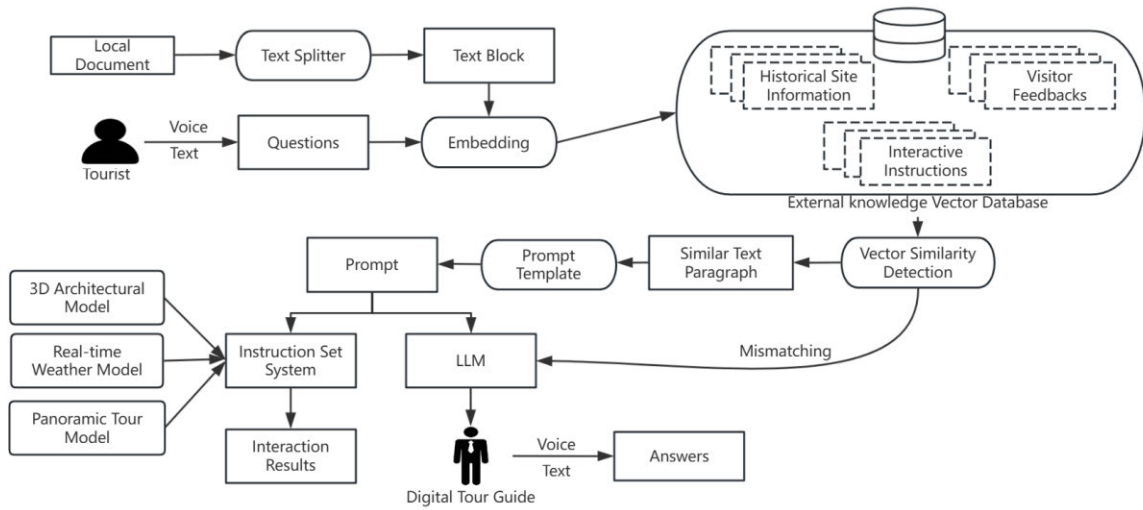 Local
Document
Text Splitter
Text Block
Historical Site
Information
Visitor
Feedbacks
Interactive
Instructions
External knowledge Vector Database
Tourist
Voice
Text
Questions
Embedding
Vector Similarity
Detection
Similar Text
Paragraph
Prompt
Template
Prompt
3D Architectural
Model
Real-time
Weather Model
Panoramic Tour
Model
Instruction Set
System
LLM
Mismatching
Interaction
Results
Digital Tour Guide
Voice
Text
Answers